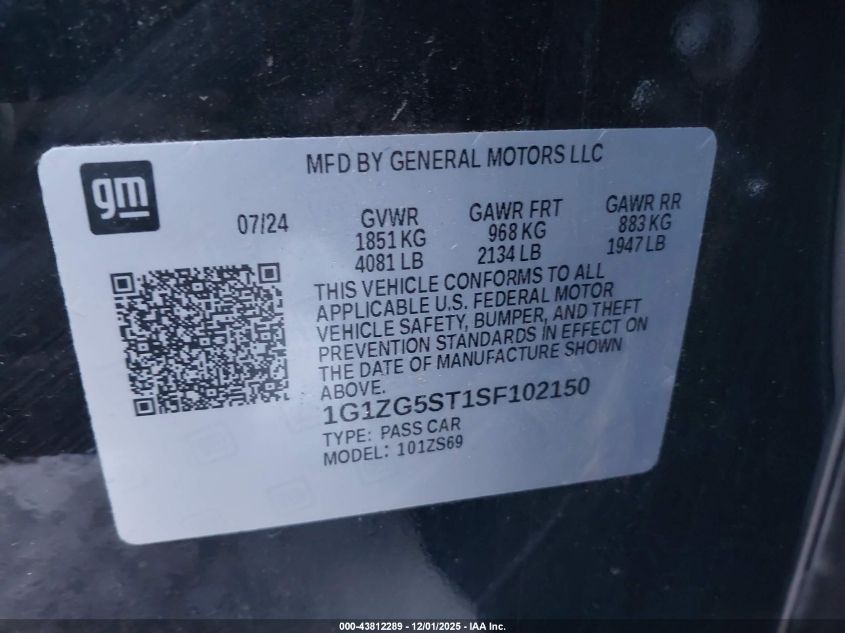 gm
MFD BY GENERAL MOTORS LLC
07/24
GVWR
1851 KG
4081 LB
GAWR FRT
968 KG
2134 LB
GAWR RR
883 KG
1947 LB
THIS VEHICLE CONFORMS TO ALL
APPLICABLE U.S. FEDERAL MOTOR
VEHICLE SAFETY, BUMPER, AND THEFT
PREVENTION STANDARDS IN EFFECT ON
THE DATE OF MANUFACTURE SHOWN
ABOVE.
1G1ZG5ST1SF102150
TYPE: PASS CAR
MODEL: 101ZS69
000-43812289 - 12/01/2025 - IAA Inc.